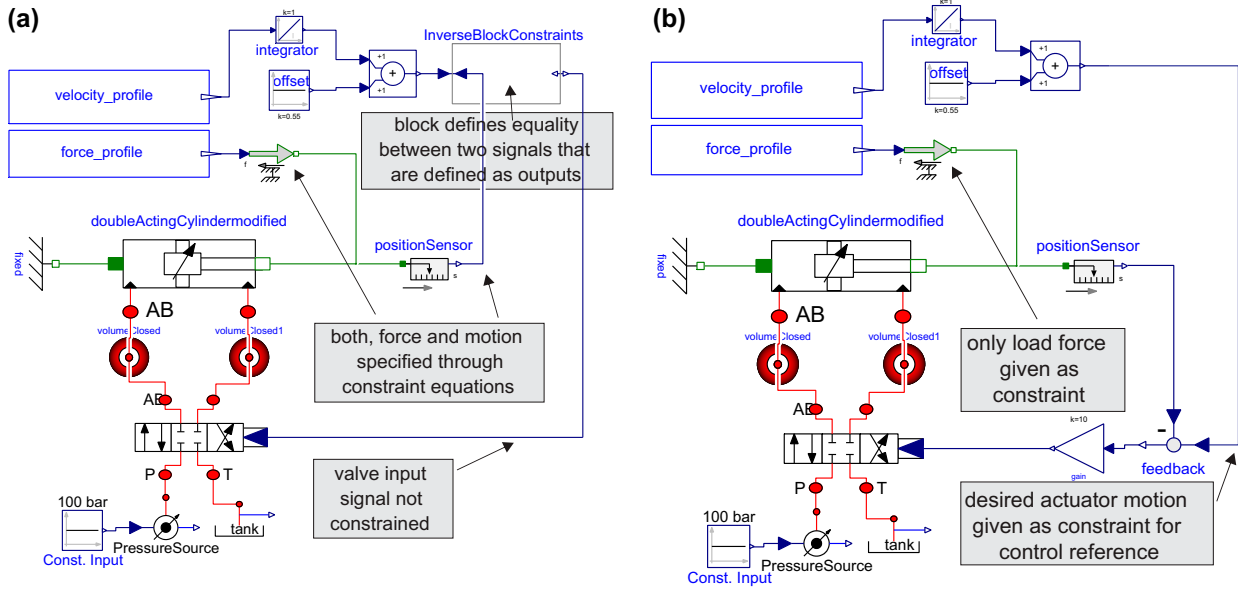 (a)
k=1
integrator
InverseBlockConstraints
velocity_profile
offset
+1
+
+1
k=0.55
block defines equality
between two signals that
are defined as outputs
force_profile
f
doubleActingCylindermodified
positionSensor
fixed
s
AB
volumeClosed
volumeClosed1
both, force and motion
specified through
constraint equations
AB
P
T
valve input
signal not
constrained
100 bar
tank
PressureSource
Const. Input
(b)
k=1
integrator
velocity_profile
offset
+1
+
+1
k=0.55
force_profile
f
doubleActingCylindermodified
positionSensor
fixed
s
AB
volumeClosed
volumeClosed1
only load force
given as
constraint
AB
k=10
-
gain
feedback
P
T
desired actuator motion
given as constraint for
control reference
100 bar
tank
PressureSource
Const. Input